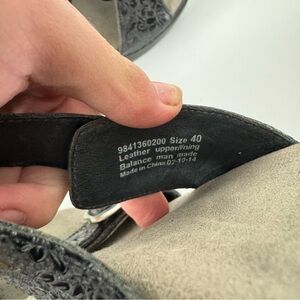 9841360200 Size 40
Leather upper/lining
Balance man made
Made in China 02-10-14